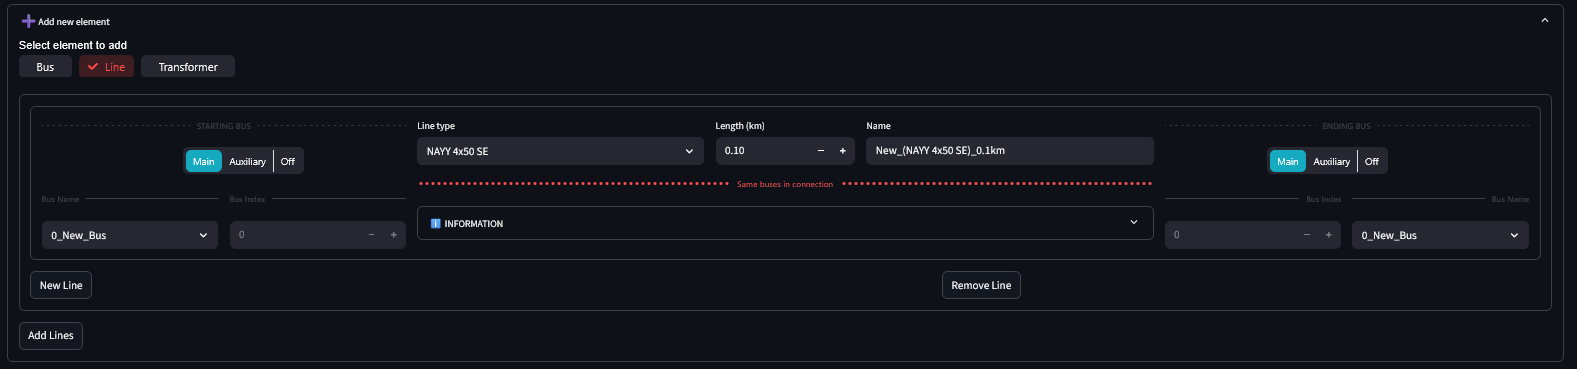 Add new element
Select element to add
Bus Line Transformer
STARTING BUS
Main Auxiliary Off
Bus Name Bus Index
0_New_Bus 0 − +
Line type Length (km) Name
NAYY 4x50 SE 0.10 − + New_(NAYY 4x50 SE)_0.1km
Same buses in connection
INFORMATION
ENDING BUS
Main Auxiliary Off
Bus Index Bus Name
0 − + 0_New_Bus
New Line Remove Line
Add Lines